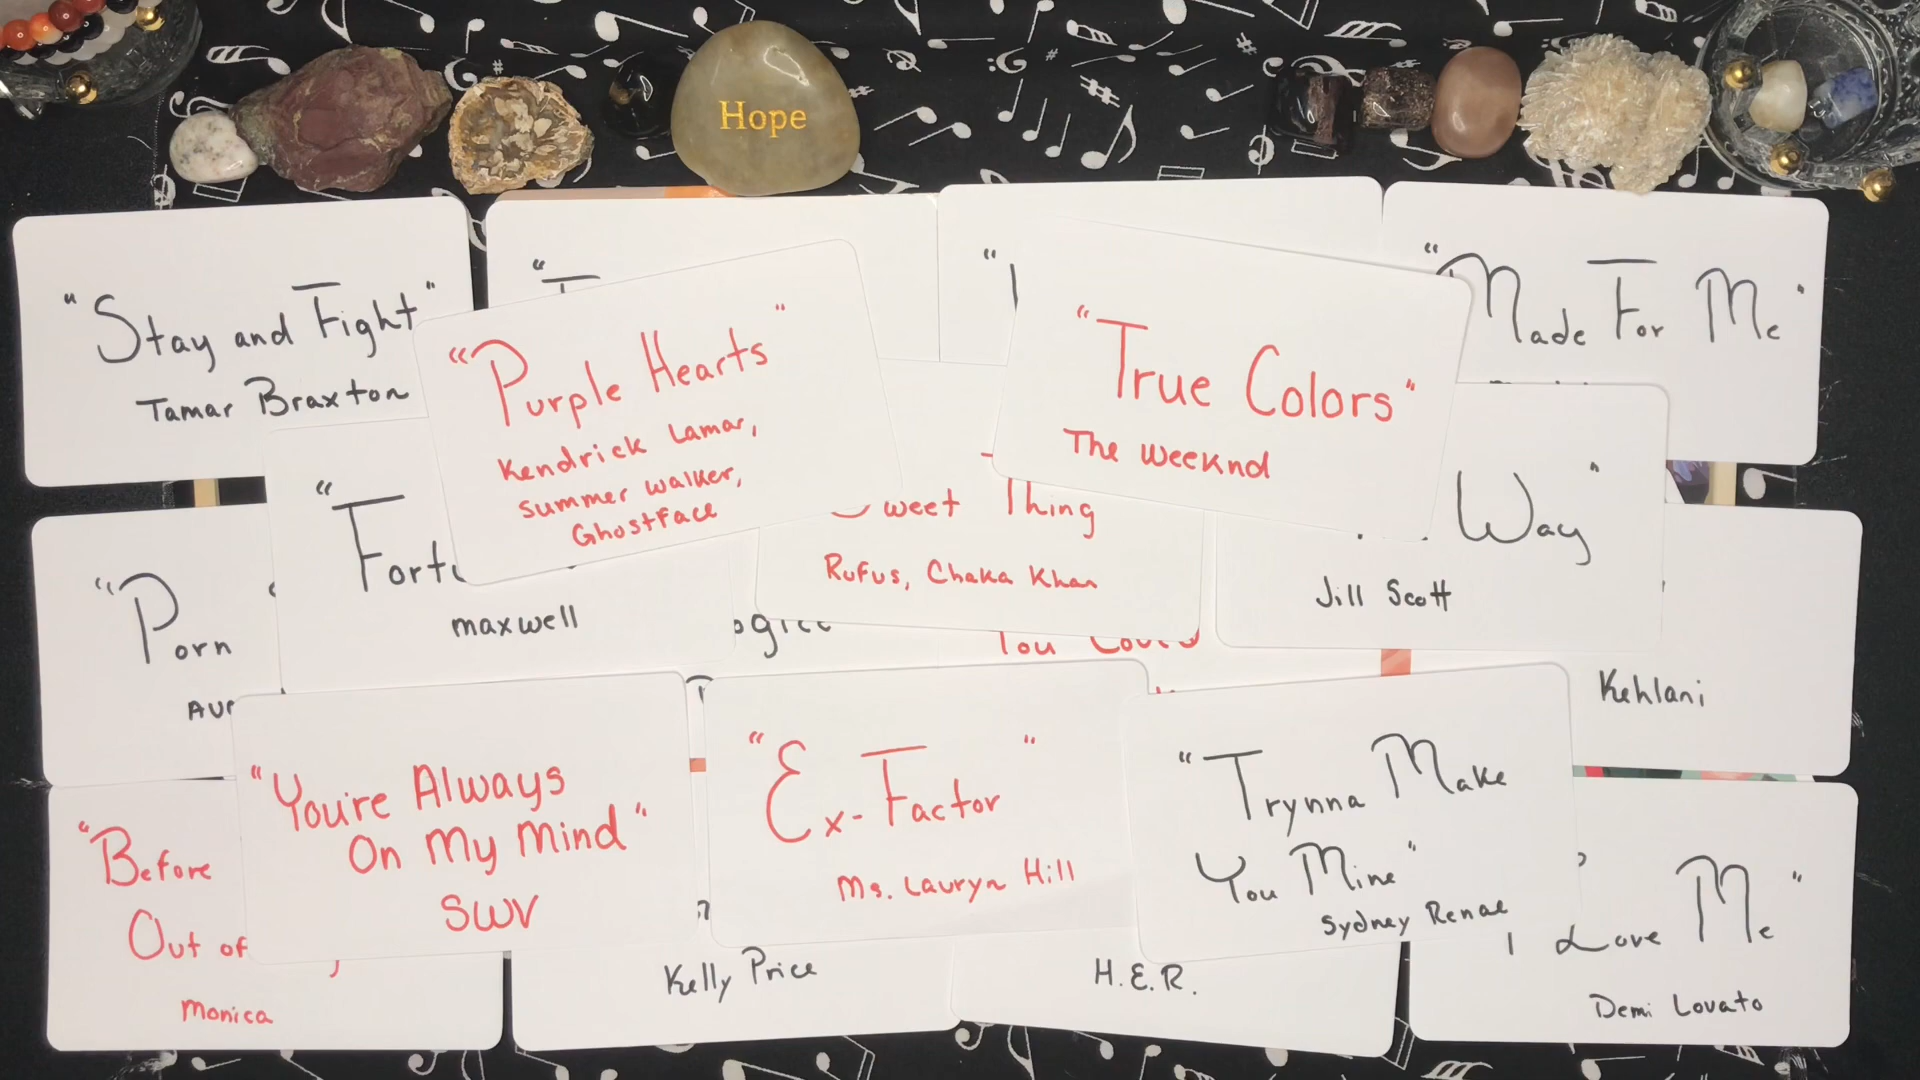 Hope
"Stay and Fight"
Tamar Braxton
"Purple Hearts"
Kendrick Lamar,
Summer Walker,
Ghostface
"True Colors"
The Weeknd
"Made For Me"
"Porn
"
maxwell
Sweet Thing
Rufus, Chaka Khan
Way"
Jill Scott
Kehlani
"Before
Out of
Monica
"You're Always
On My Mind"
SWV
Kelly Price
"Ex-Factor"
Ms. Lauryn Hill
H.E.R.
"Trynna Make
You Mine"
Sydney Renae
I Love Me"
Demi Lovato